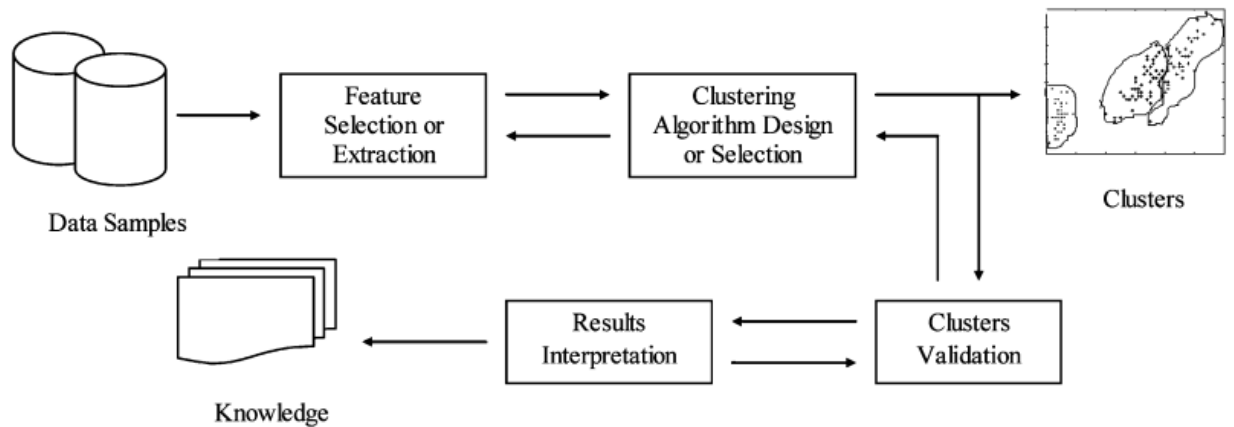 Feature
Selection or
Extraction
Clustering
Algorithm Design
or Selection
Clusters
Data Samples
Results
Interpretation
Clusters
Validation
Knowledge